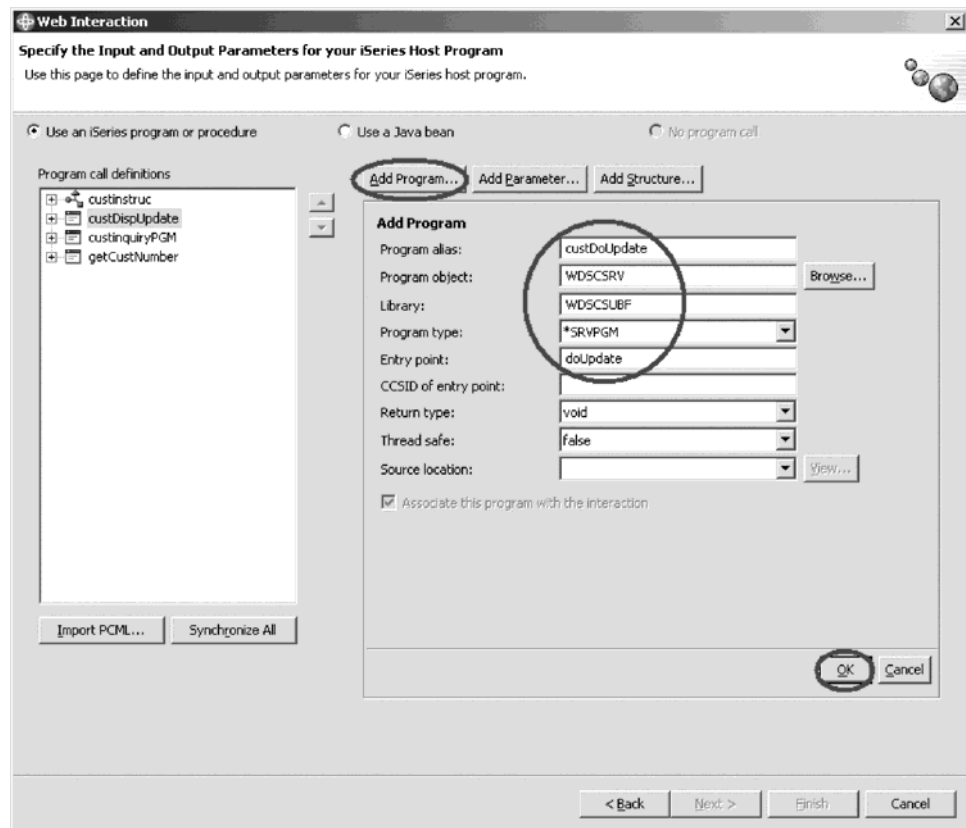 Web Interaction
Specify the Input and Output Parameters for your iSeries Host Program
Use this page to define the input and output parameters for your iSeries host program.
Use an iSeries program or procedure
Use a Java bean
No program call
Program call definitions
custinstruc
custDispUpdate
custinquiryPGM
getCustNumber
Import PCML...
Synchronize All
Add Program...
Add Parameter...
Add Structure...
Add Program
Program alias: custDoUpdate
Program object: WDSCSRV Browse...
Library: WDSCSUBF
Program type: *SRVPGM
Entry point: doUpdate
CCSID of entry point:
Return type: void
Thread safe: false
Source location: View...
Associate this program with the interaction
OK Cancel
< Back Next > Finish Cancel